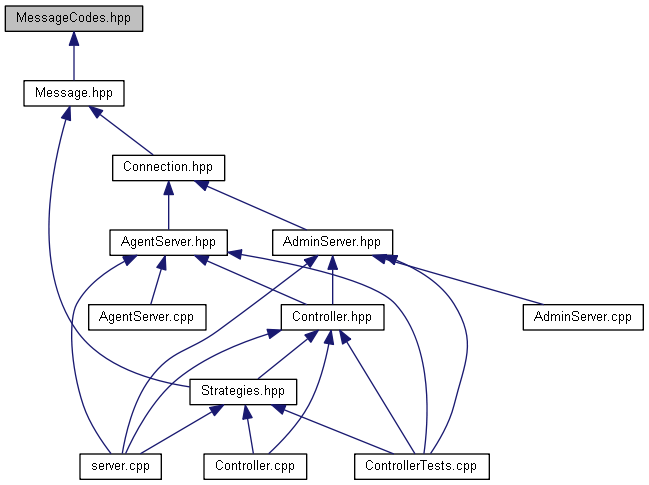 MessageCodes.hpp
Message.hpp
Connection.hpp
AgentServer.hpp
AdminServer.hpp
AgentServer.cpp
Controller.hpp
AdminServer.cpp
Strategies.hpp
server.cpp
Controller.cpp
ControllerTests.cpp